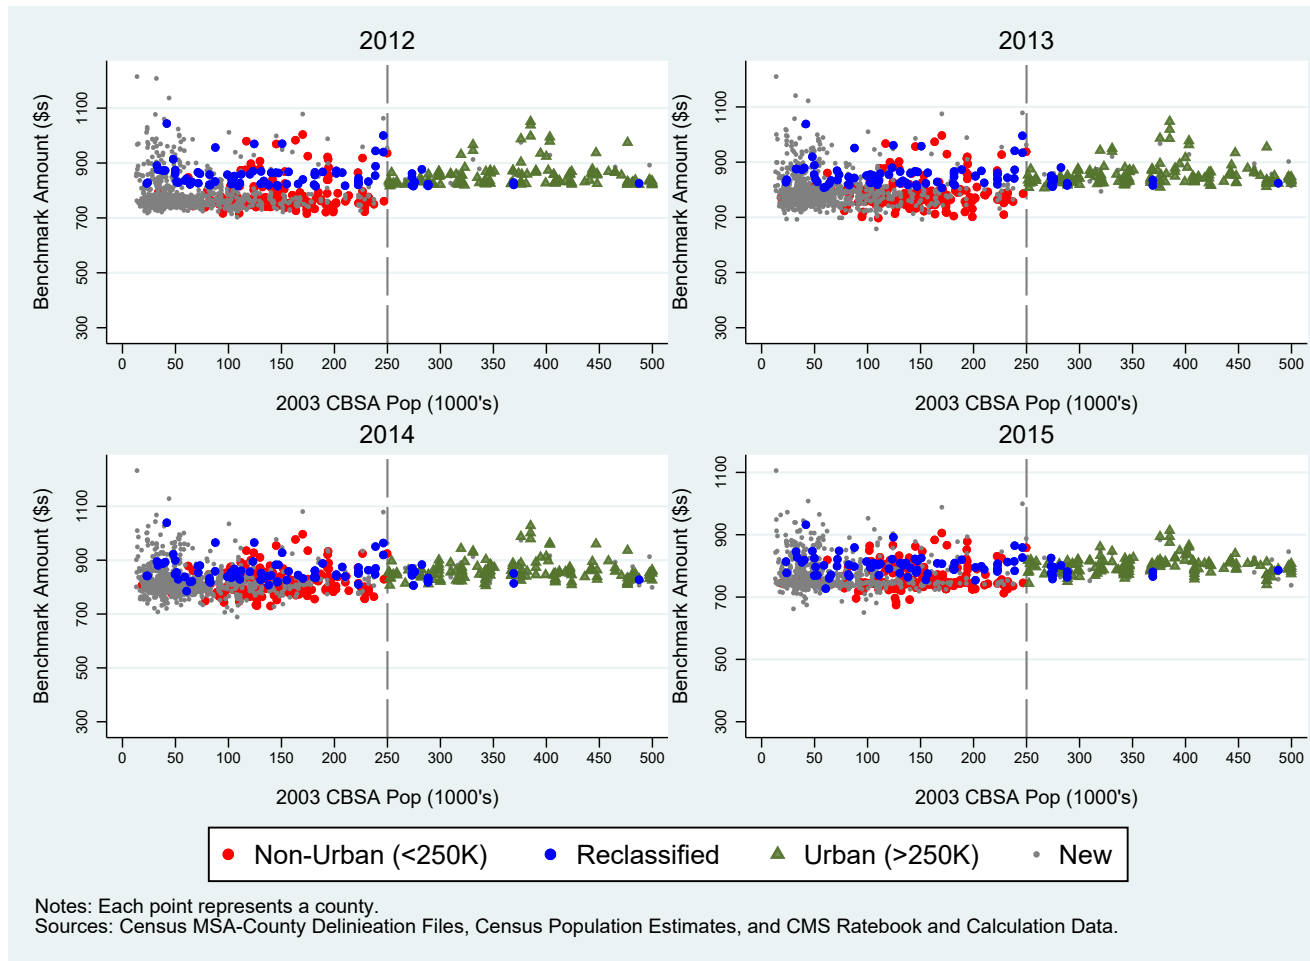 2012
Benchmark Amount ($s)
1100
900
700
500
300
0 50 100 150 200 250 300 350 400 450 500
2003 CBSA Pop (1000's)
2013
Benchmark Amount ($s)
1100
900
700
500
300
0 50 100 150 200 250 300 350 400 450 500
2003 CBSA Pop (1000's)
2014
Benchmark Amount ($s)
1100
900
700
500
300
0 50 100 150 200 250 300 350 400 450 500
2003 CBSA Pop (1000's)
2015
Benchmark Amount ($s)
1100
900
700
500
300
0 50 100 150 200 250 300 350 400 450 500
2003 CBSA Pop (1000's)
Non-Urban (<250K) Reclassified Urban (>250K) New
Notes: Each point represents a county.
Sources: Census MSA-County Delinieation Files, Census Population Estimates, and CMS Ratebook and Calculation Data.